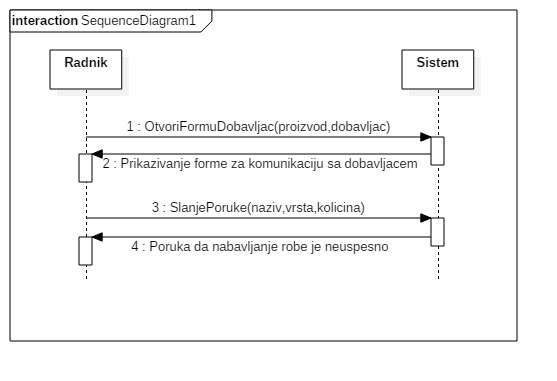 interaction SequenceDiagram1
Radnik
Sistem
1 : OtvoriFormuDobavljac(proizvod,dobavljac)
2 : Prikazivanje forme za komunikaciju sa dobavljacem
3 : SlanjePoruke(naziv,vrsta,kolicina)
4 : Poruka da nabavljanje robe je neuspesno